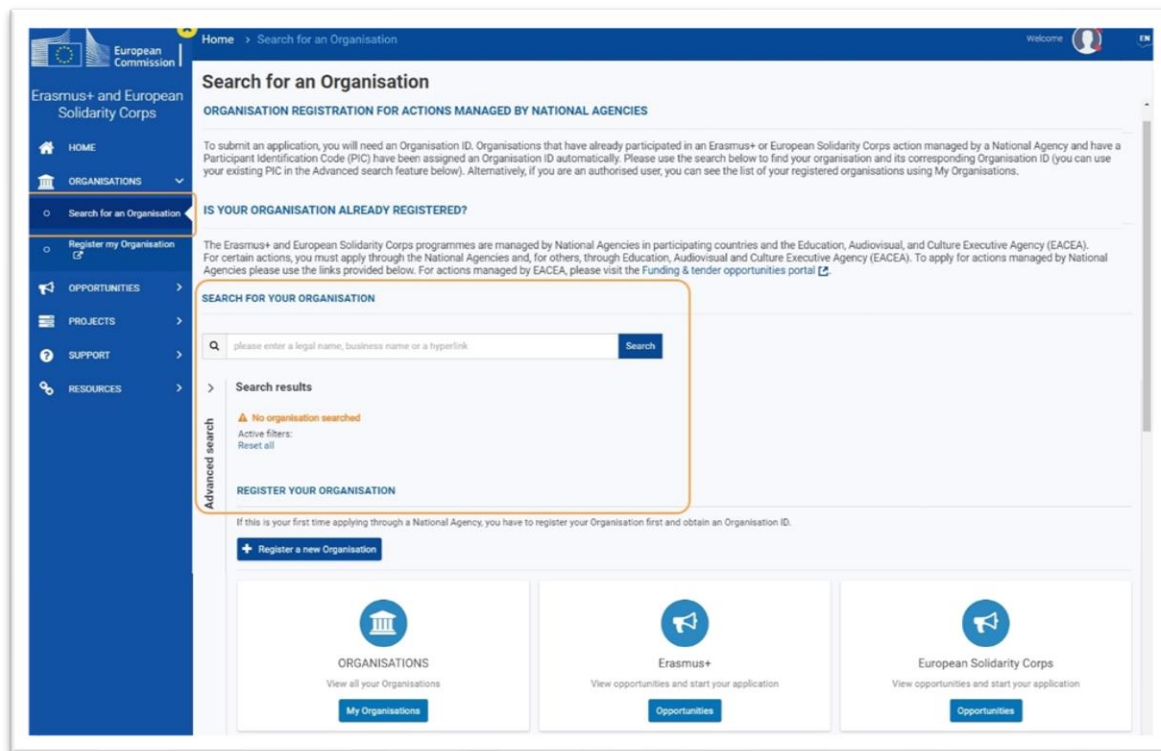 European
Commission
Home > Search for an Organisation
Welcome
EN
Erasmus+ and European
Solidarity Corps
HOME
ORGANISATIONS
Search for an Organisation
Register my Organisation
OPPORTUNITIES
PROJECTS
SUPPORT
RESOURCES
Search for an Organisation
ORGANISATION REGISTRATION FOR ACTIONS MANAGED BY NATIONAL AGENCIES
To submit an application, you will need an Organisation ID. Organisations that have already participated in an Erasmus+ or European Solidarity Corps action managed by a National Agency and have a
Participant Identification Code (PIC) have been assigned an Organisation ID automatically. Please use the search below to find your organisation and its corresponding Organisation ID (you can use
your existing PIC in the Advanced search feature below). Alternatively, if you are an authorised user, you can see the list of your registered organisations using My Organisations.
IS YOUR ORGANISATION ALREADY REGISTERED?
The Erasmus+ and European Solidarity Corps programmes are managed by National Agencies in participating countries and the Education, Audiovisual, and Culture Executive Agency (EACEA).
For certain actions, you must apply through the National Agencies and, for others, through Education, Audiovisual and Culture Executive Agency (EACEA). To apply for actions managed by National
Agencies please use the links provided below. For actions managed by EACEA, please visit the Funding & tender opportunities portal.
SEARCH FOR YOUR ORGANISATION
please enter a legal name, business name or a hyperlink
Search
Advanced search
Search results
No organisation searched
Active filters:
Reset all
REGISTER YOUR ORGANISATION
If this is your first time applying through a National Agency, you have to register your Organisation first and obtain an Organisation ID.
+ Register a new Organisation
ORGANISATIONS
View all your Organisations
My Organisations
Erasmus+
View opportunities and start your application
Opportunities
European Solidarity Corps
View opportunities and start your application
Opportunities